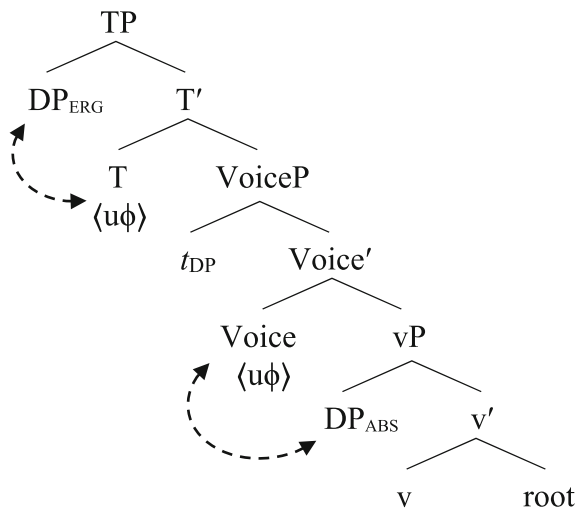 TP
DP_ERG T′
T VoiceP
⟨uϕ⟩
t_DP Voice′
Voice vP
⟨uϕ⟩
DP_ABS v′
v root